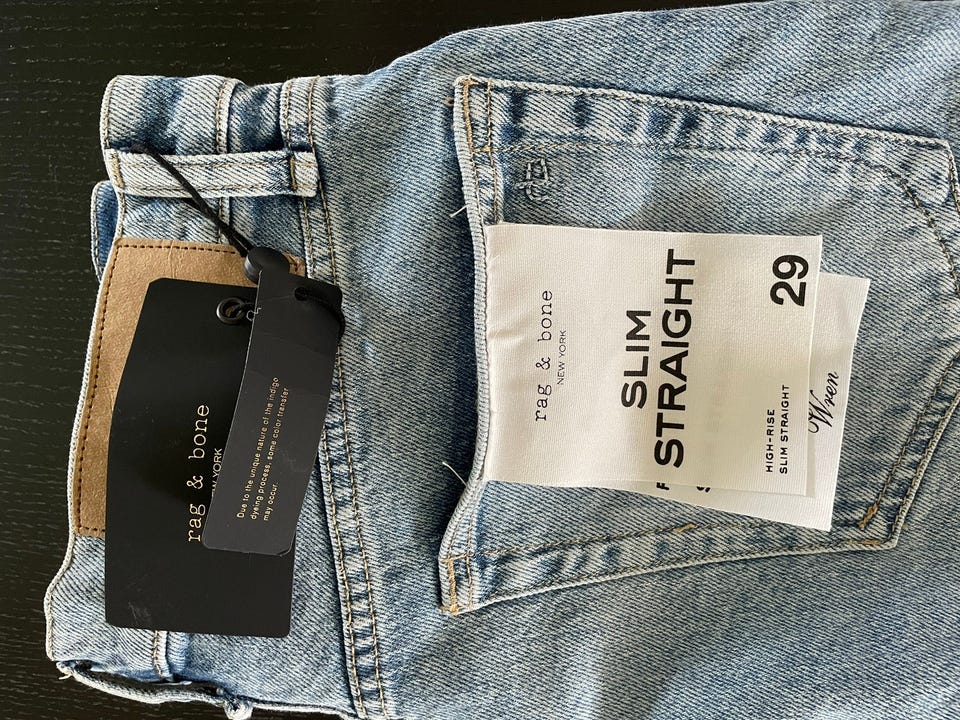 rag & bone
YORK
Due to the unique nature of the indigo
dyeing process, some color transfer
may occur.
rag & bone
NEW YORK
SLIM
STRAIGHT
29
HIGH-RISE
SLIM STRAIGHT
Wren